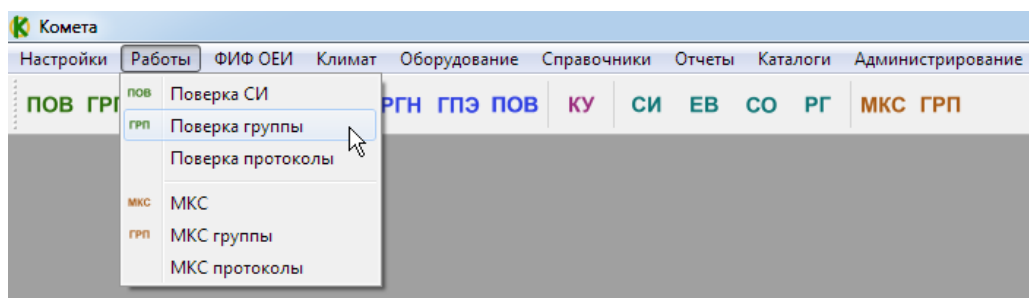 Комета
Настройки Работы ФИФ ОЕИ Климат Оборудование Справочники Отчеты Каталоги Администрирование
ПОВ ГРП РГН ГПЭ ПОВ КУ СИ ЕВ СО РГ МКС ГРП
ПОВ Поверка СИ
ГРП Поверка группы
Поверка протоколы
МКС МКС
ГРП МКС группы
МКС протоколы